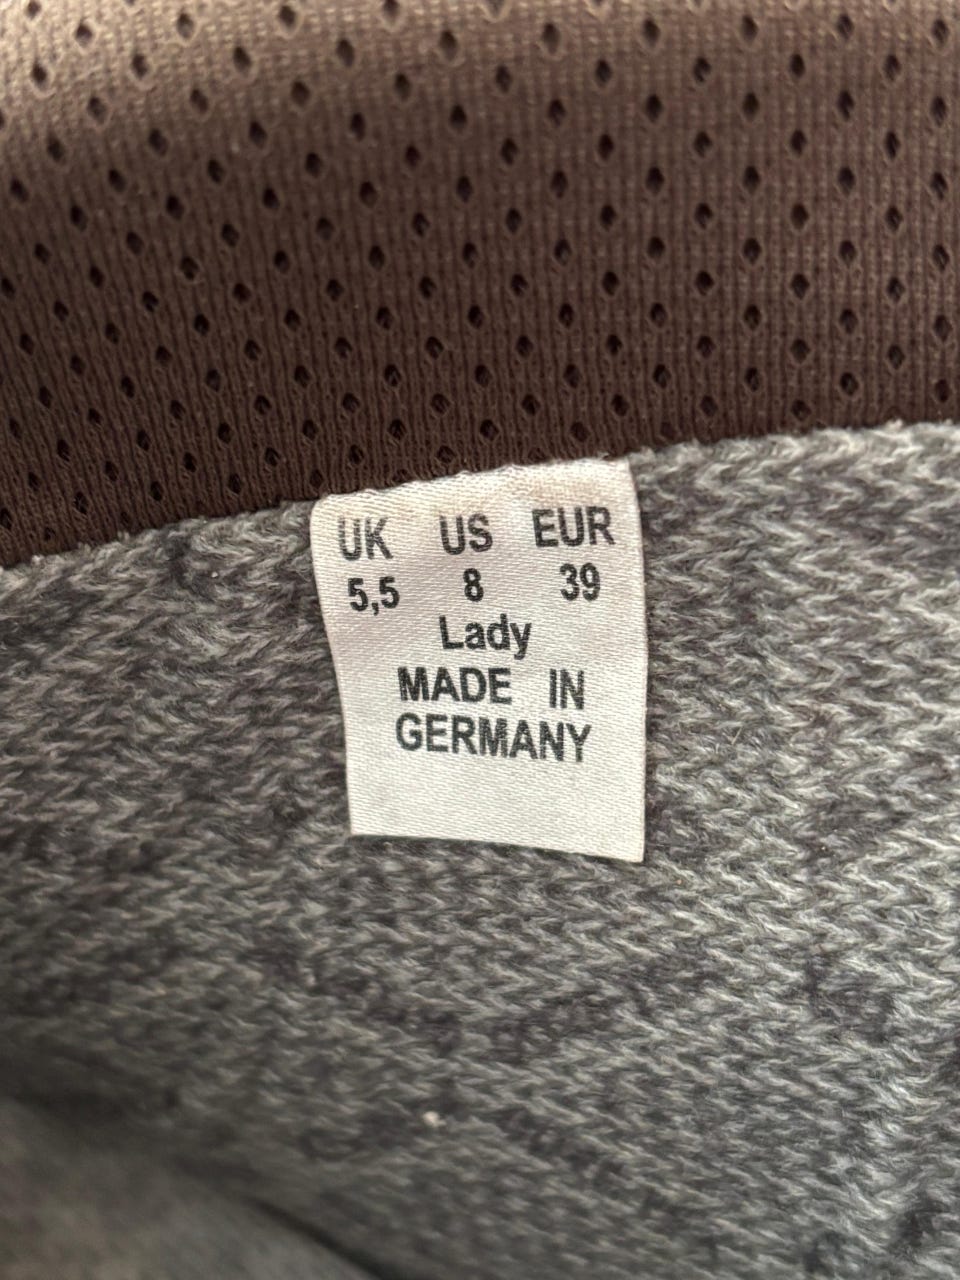 UK US EUR
5,5 8 39
Lady
MADE IN
GERMANY